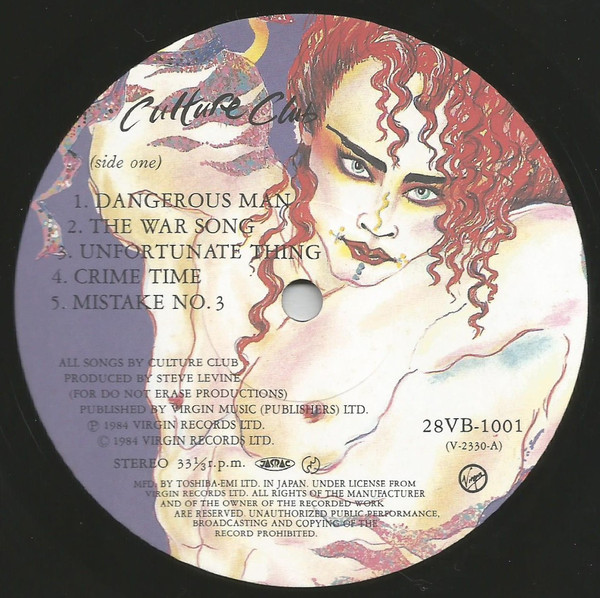 Culture Club
(side one)
1. DANGEROUS MAN
2. THE WAR SONG
3. UNFORTUNATE THING
4. CRIME TIME
5. MISTAKE NO. 3
ALL SONGS BY CULTURE CLUB
PRODUCED BY STEVE LEVINE
(FOR DO NOT ERASE PRODUCTIONS)
PUBLISHED BY VIRGIN MUSIC (PUBLISHERS) LTD.
℗ 1984 VIRGIN RECORDS LTD.
© 1984 VIRGIN RECORDS LTD.
28VB-1001
(V-2330-A)
STEREO 33⅓ r.p.m. JASRAC
Virgin
MFD. BY TOSHIBA-EMI LTD. IN JAPAN. UNDER LICENSE FROM
VIRGIN RECORDS LTD. ALL RIGHTS OF THE MANUFACTURER
AND OF THE OWNER OF THE RECORDED WORK
ARE RESERVED. UNAUTHORIZED PUBLIC PERFORMANCE,
BROADCASTING AND COPYING OF THE
RECORD PROHIBITED.